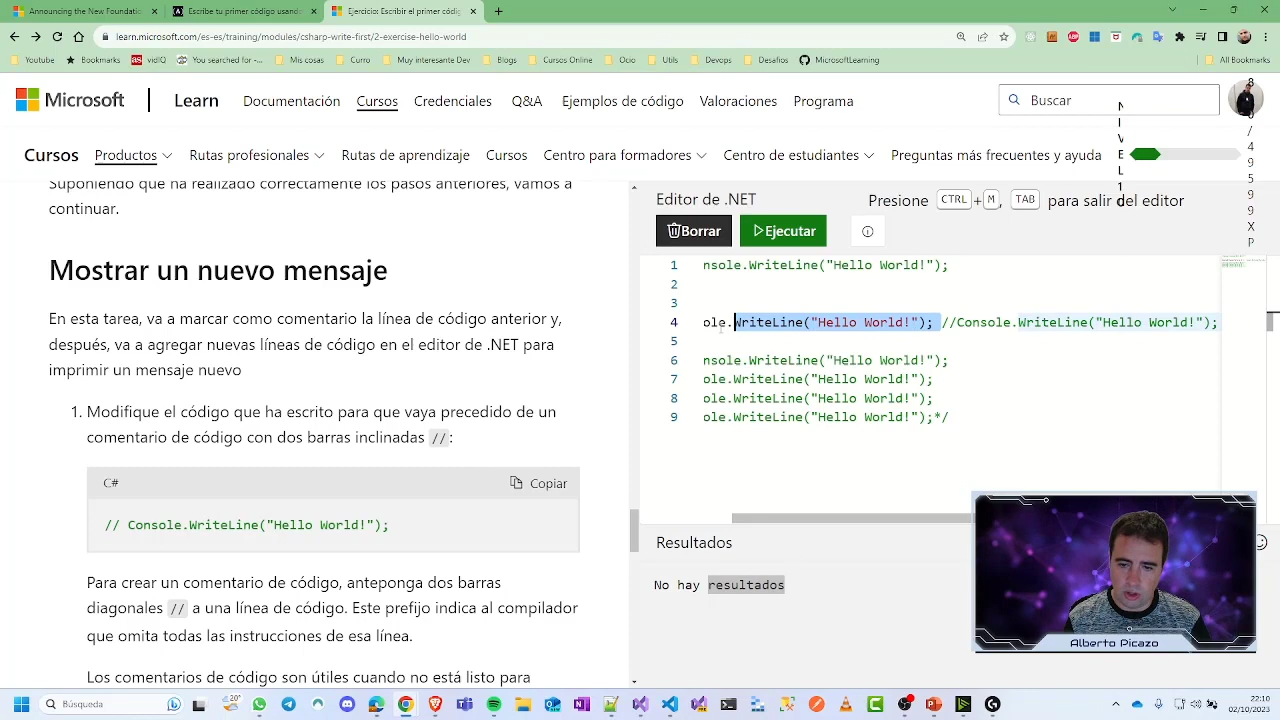 Announcing the New Foundatic
Escribe tu primer código usando
Ejercicio: Escribir el primer códig
learn.microsoft.com/es-es/training/modules/csharp-write-first/2-exercise-hello-world
Youtube
Bookmarks
vidIQ
You searched for -...
Mis cosas
Curro
Muy interesante Dev
Blogs
Cursos Online
Ocio
Utils
Devops
Desafios
MicrosoftLearning
All Bookmarks
Microsoft
Learn
Documentación
Cursos
Credenciales
Q&A
Ejemplos de código
Valoraciones
Programa
Buscar
Cursos
Productos
Rutas profesionales
Rutas de aprendizaje
Cursos
Centro para formadores
Centro de estudiantes
Preguntas más frecuentes y ayuda
Suponiendo que ha realizado correctamente los pasos anteriores, vamos a
continuar.
Mostrar un nuevo mensaje
En esta tarea, va a marcar como comentario la línea de código anterior y,
después, va a agregar nuevas líneas de código en el editor de .NET para
imprimir un mensaje nuevo
1. Modifique el código que ha escrito para que vaya precedido de un
comentario de código con dos barras inclinadas //:
C#
Copiar
// Console.WriteLine("Hello World!");
Para crear un comentario de código, anteponga dos barras
diagonales // a una línea de código. Este prefijo indica al compilador
que omita todas las instrucciones de esa línea.
Los comentarios de código son útiles cuando no está listo para
Editor de .NET
Presione CTRL+M, TAB para salir del editor
Borrar
Ejecutar
1 nsole.WriteLine("Hello World!");
2
3
4 ole.WriteLine("Hello World!"); //Console.WriteLine("Hello World!");
5
6 nsole.WriteLine("Hello World!");
7 ole.WriteLine("Hello World!");
8 ole.WriteLine("Hello World!");
9 ole.WriteLine("Hello World!");*/
Resultados
No hay resultados
Alberto Picazo
Búsqueda
20°
22:10
02/10/2023